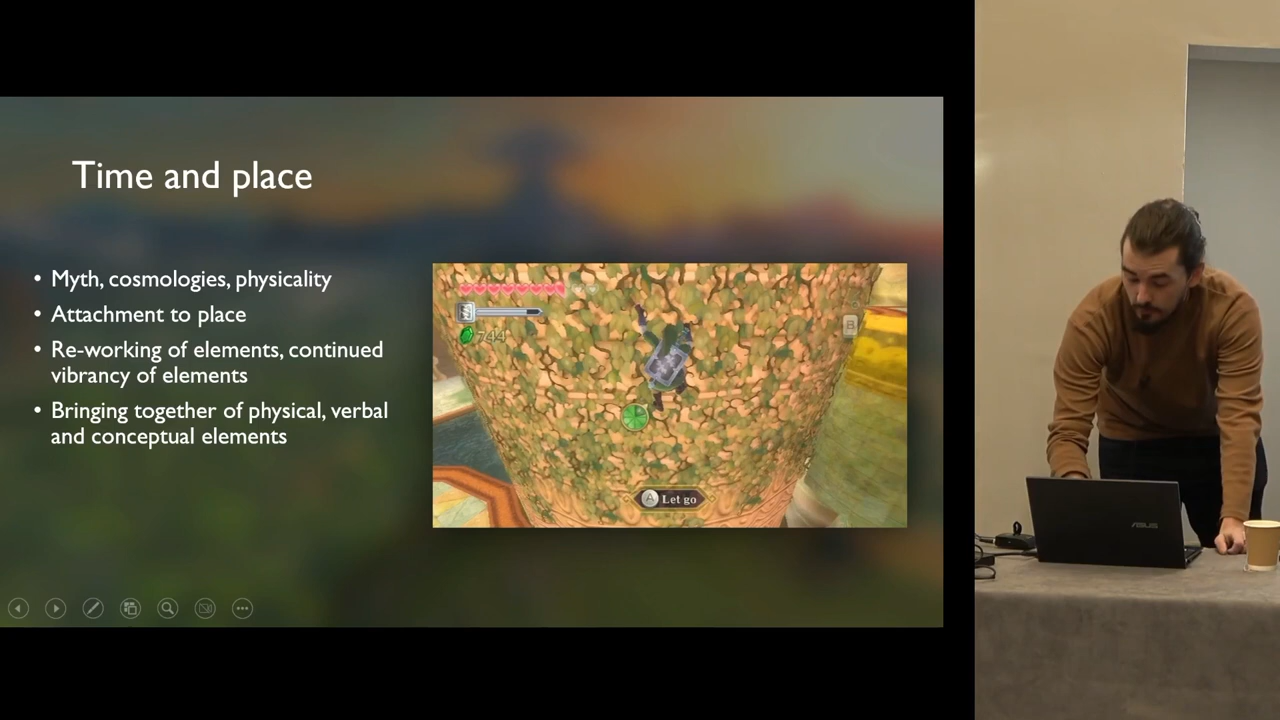 Time and place
• Myth, cosmologies, physicality
• Attachment to place
• Re-working of elements, continued
vibrancy of elements
• Bringing together of physical, verbal
and conceptual elements
744
B
A Let go
ASUS